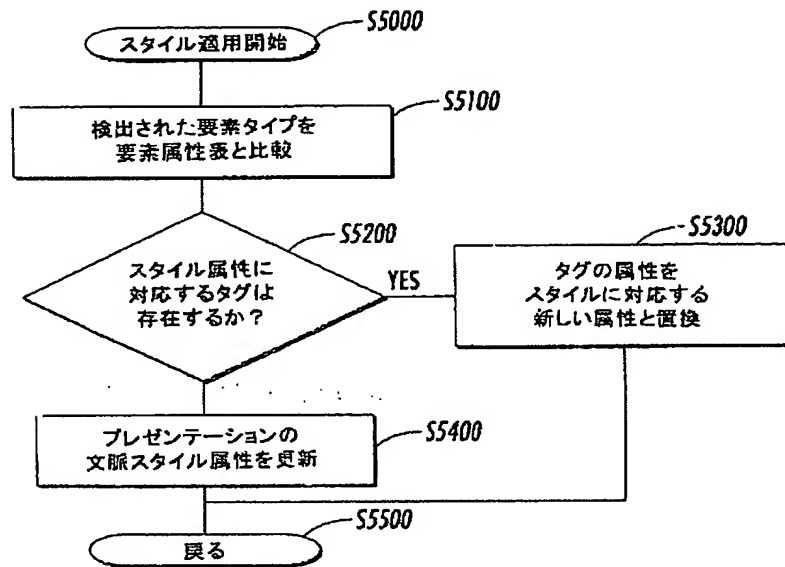 スタイル適用開始
S5000
検出された要素タイプを
要素属性表と比較
S5100
スタイル属性に
対応するタグは
存在するか?
S5200
YES
タグの属性を
スタイルに対応する
新しい属性と置換
S5300
プレゼンテーションの
文脈スタイル属性を更新
S5400
戻る
S5500